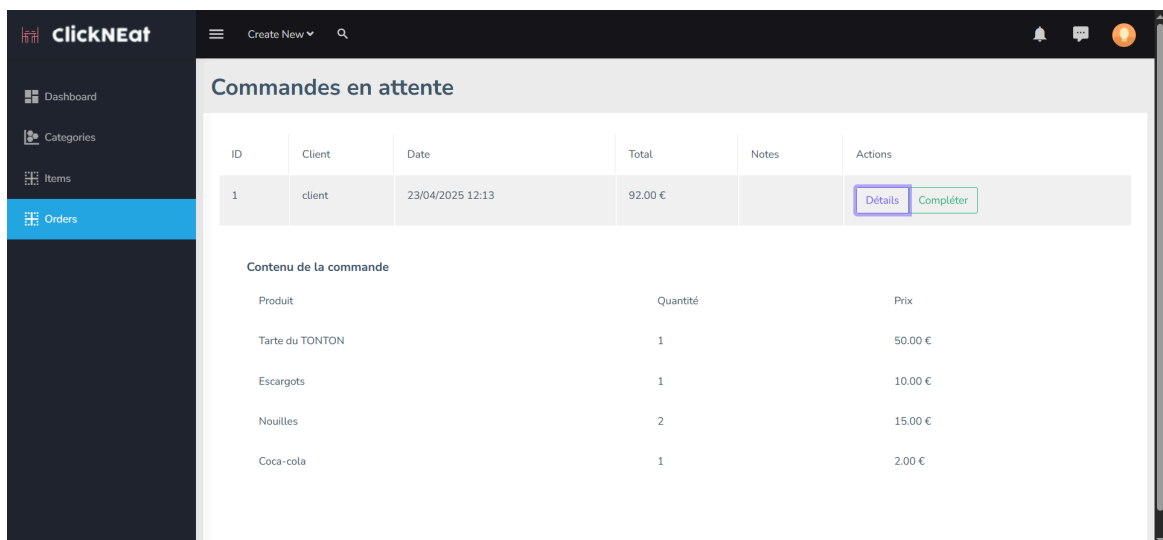 ClickNEat
Create New
Dashboard
Categories
Items
Orders
Commandes en attente
ID Client Date Total Notes Actions
1 client 23/04/2025 12:13 92.00 € Détails Compléter
Contenu de la commande
Produit Quantité Prix
Tarte du TONTON 1 50.00 €
Escargots 1 10.00 €
Nouilles 2 15.00 €
Coca-cola 1 2.00 €